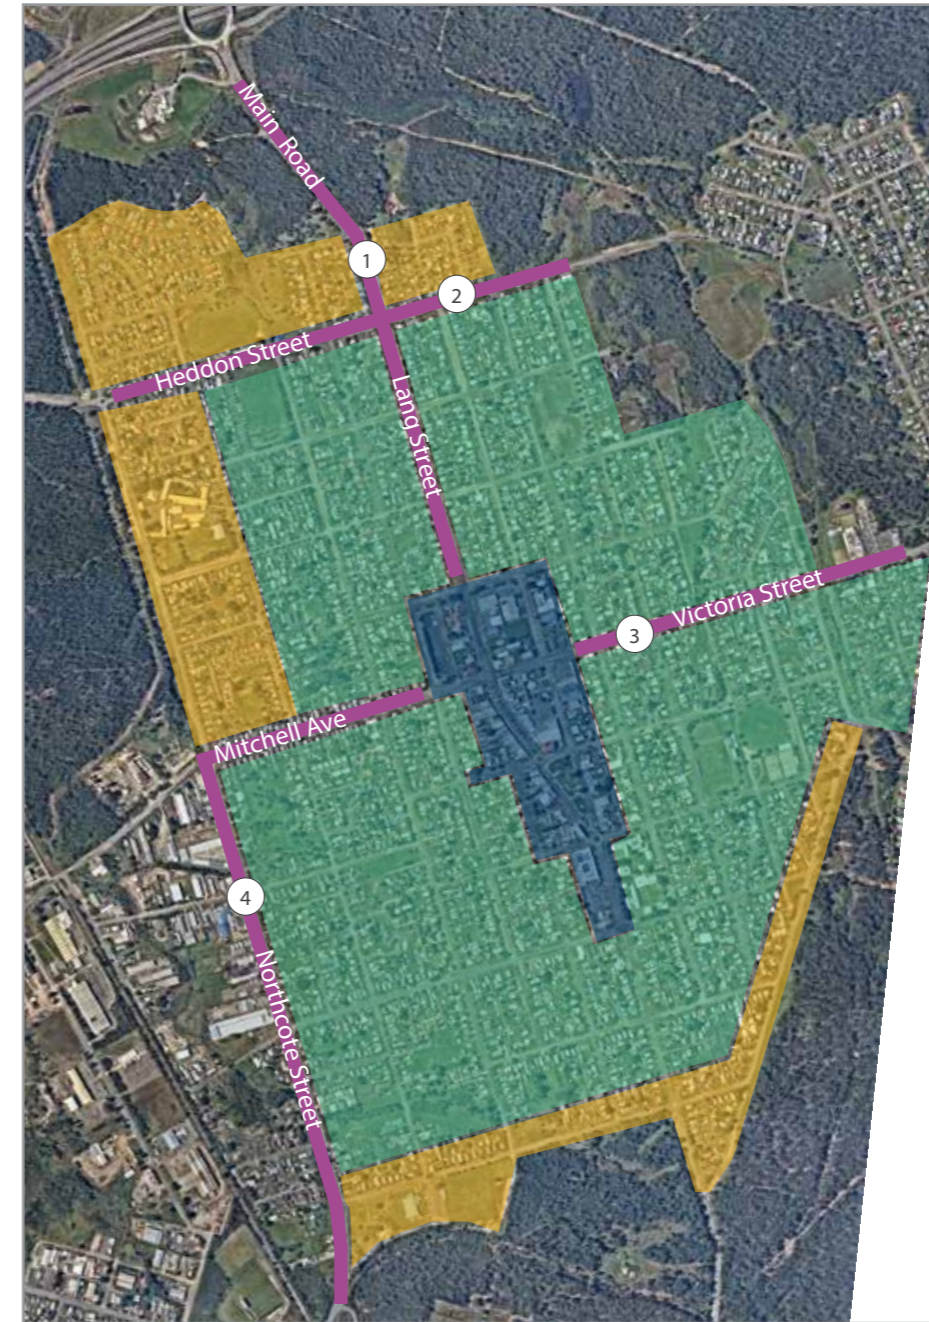 Main Road
1
2
Heddon Street
Lang Street
3
Victoria Street
Mitchell Ave
4
Northcote Street